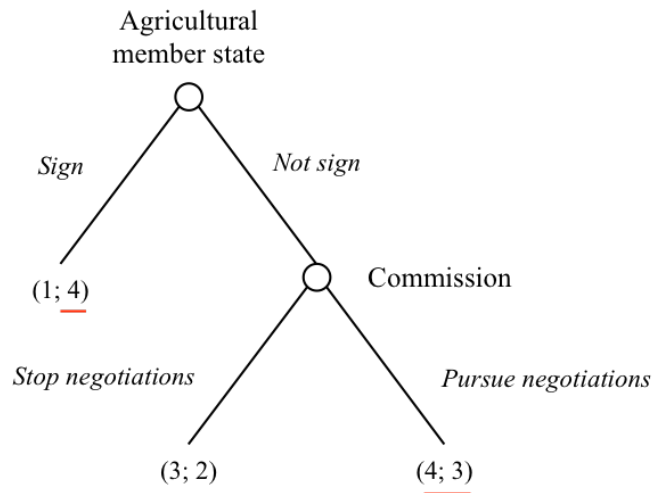 Agricultural
member state
Sign
Not sign
(1; 4)
Commission
Stop negotiations
Pursue negotiations
(3; 2)
(4; 3)